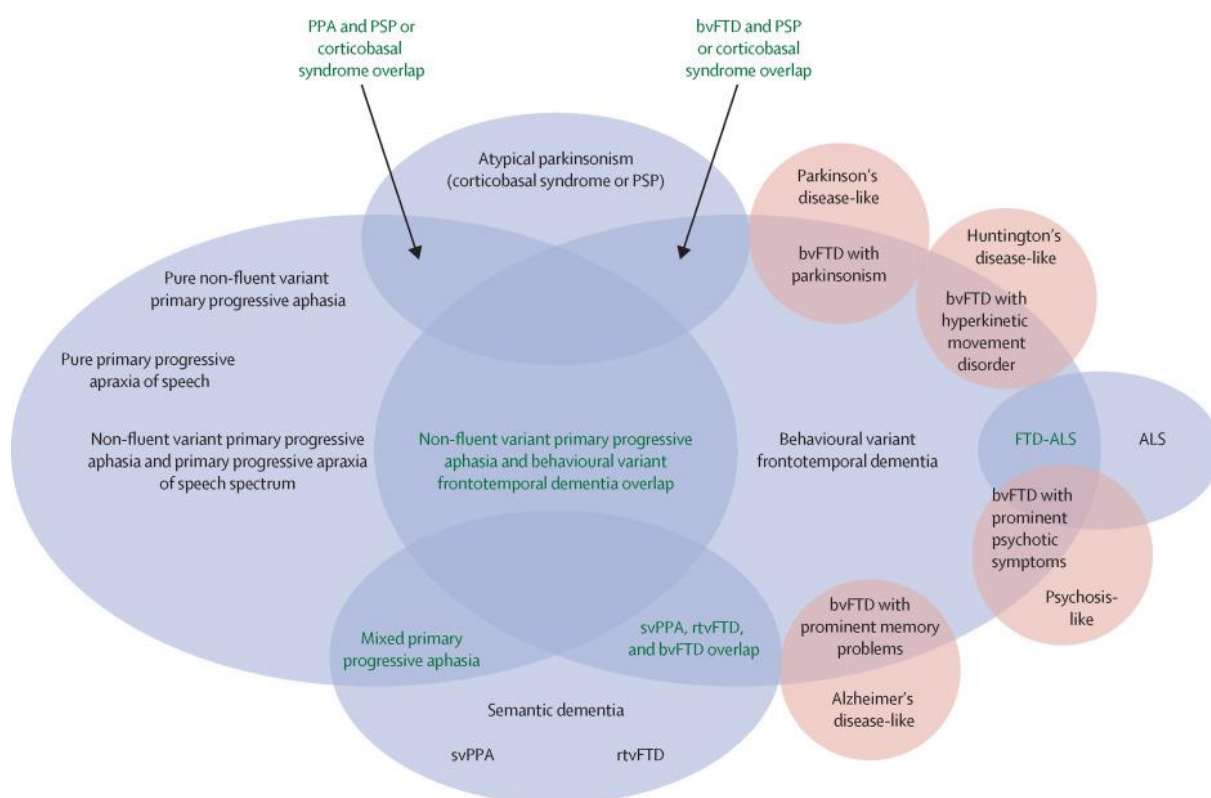 PPA and PSP or
corticobasal
syndrome overlap
bvFTD and PSP
or corticobasal
syndrome overlap
Atypical parkinsonism
(corticobasal syndrome or PSP)
Parkinson's
disease-like
bvFTD with
parkinsonism
Huntington's
disease-like
bvFTD with
hyperkinetic
movement
disorder
Pure non-fluent variant
primary progressive aphasia
Pure primary progressive
apraxia of speech
Non-fluent variant primary progressive
aphasia and primary progressive apraxia
of speech spectrum
Non-fluent variant primary progressive
aphasia and behavioural variant
frontotemporal dementia overlap
Behavioural variant
frontotemporal dementia
FTD-ALS
ALS
bvFTD with
prominent
psychotic
symptoms
Psychosis-
like
Mixed primary
progressive aphasia
svPPA, rtvFTD,
and bvFTD overlap
bvFTD with
prominent memory
problems
Alzheimer's
disease-like
Semantic dementia
svPPA
rtvFTD